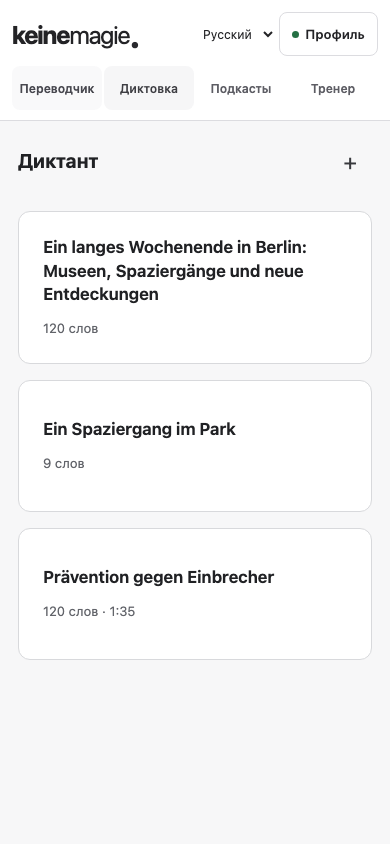 keinemagie.
Русский
Профиль
Переводчик
Диктовка
Подкасты
Тренер
Диктант
+
Ein langes Wochenende in Berlin:
Museen, Spaziergänge und neue
Entdeckungen
120 слов
Ein Spaziergang im Park
9 слов
Prävention gegen Einbrecher
120 слов · 1:35